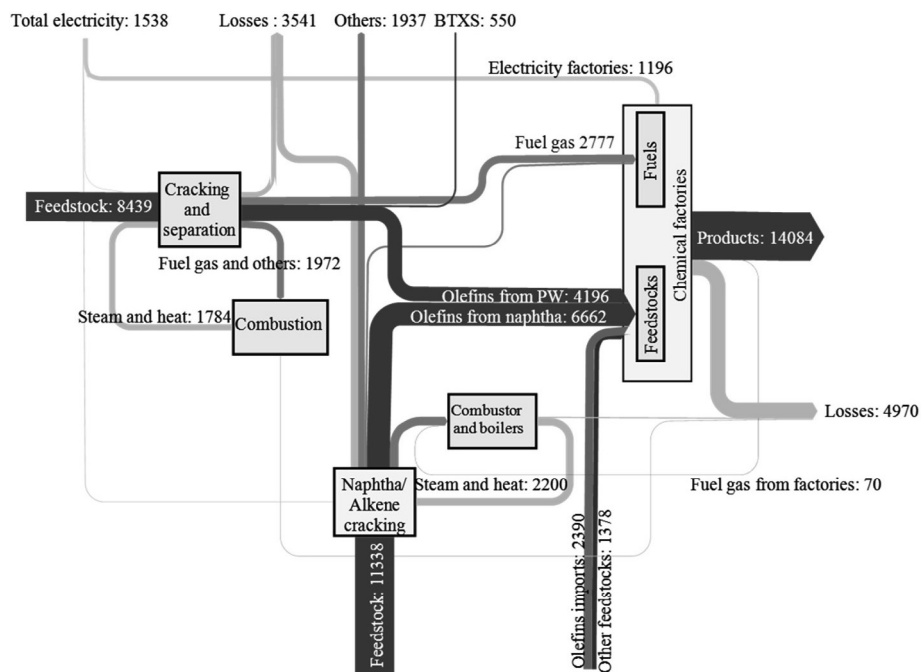 Total electricity: 1538
Losses : 3541
Others: 1937
BTXS: 550
Electricity factories: 1196
Fuel gas 2777
Fuels
Cracking
and
separation
Feedstock: 8439
Chemical factories
Products: 14084
Fuel gas and others: 1972
Olefins from PW: 4196
Steam and heat: 1784
Combustion
Olefins from naphtha: 6662
Feedstocks
Combustor
and boilers
Losses: 4970
Naphtha/
Alkene
cracking
Steam and heat: 2200
Fuel gas from factories: 70
Feedstock: 11338
Olefins imports: 2390
Other feedstocks: 1378